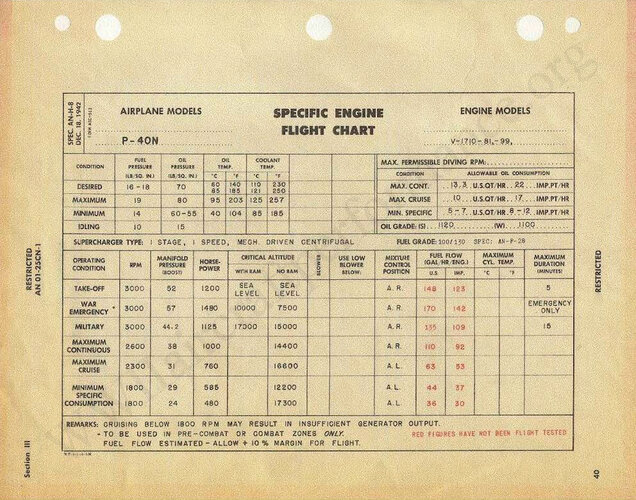 SPEC. AN-H-8
DEC. 18, 1942
AIRPLANE MODELS
P-40N
SPECIFIC ENGINE
FLIGHT CHART
ENGINE MODELS
V-1710-81,-99,
CONDITION FUEL PRESSURE (LB/SQ. IN.) OIL PRESSURE (LB/SQ. IN.) OIL TEMP. °C °F COOLANT TEMP. °C °F
DESIRED 16-18 70 60 85 140 185 110 121 230 250
MAXIMUM 19 80 95 203 125 257
MINIMUM 14 60-55 40 104 85 185
IDLING 10 15
MAX. PERMISSIBLE DIVING RPM:
CONDITION ALLOWABLE OIL CONSUMPTION
MAX. CONT. 13.3 U.S.QT/HR 22 IMP.PT/HR
MAX. CRUISE 10 U.S.QT/HR 17 IMP.PT/HR
MIN. SPECIFIC 5-7 U.S.QT/HR 8-12 IMP.PT/HR
OIL GRADE: (S) 1120 (W) 1100
SUPERCHARGER TYPE: 1 STAGE, 1 SPEED, MECH. DRIVEN CENTRIFUGAL
FUEL GRADE: 100/130 SPEC: AN-F-28
OPERATING CONDITION RPM MANIFOLD PRESSURE (BOOST) HORSE-POWER CRITICAL ALTITUDE WITH RAM NO RAM BLOWER USE LOW BLOWER BELOW: MIXTURE CONTROL POSITION FUEL FLOW (GAL/HR/ENG.) U.S. IMP. MAXIMUM CYL. TEMP. °C °F MAXIMUM DURATION (MINUTES)
TAKE-OFF 3000 52 1200 SEA LEVEL SEA LEVEL A.R. 148 123 5
WAR EMERGENCY * 3000 57 1480 10000 7500 A.R. 170 142 EMERGENCY ONLY
MILITARY 3000 44.2 1125 17000 15000 A.R. 135 109 15
MAXIMUM CONTINUOUS 2600 38 1000 14400 A.R. 110 92
MAXIMUM CRUISE 2300 31 760 16600 A.L. 63 53
MINIMUM SPECIFIC CONSUMPTION 1800 29 585 12200 A.L. 44 37
1800 24 480 17300 A.L. 36 30
REMARKS: CRUISING BELOW 1800 RPM MAY RESULT IN INSUFFICIENT GENERATOR OUTPUT.
- TO BE USED IN PRE-COMBAT or COMBAT ZONES ONLY.
FUEL FLOW ESTIMATED - ALLOW + 10 % MARGIN FOR FLIGHT.
RED FIGURES HAVE NOT BEEN FLIGHT TESTED
RESTRICTED
AN 01-25CN-1
RESTRICTED
Section III
40
40